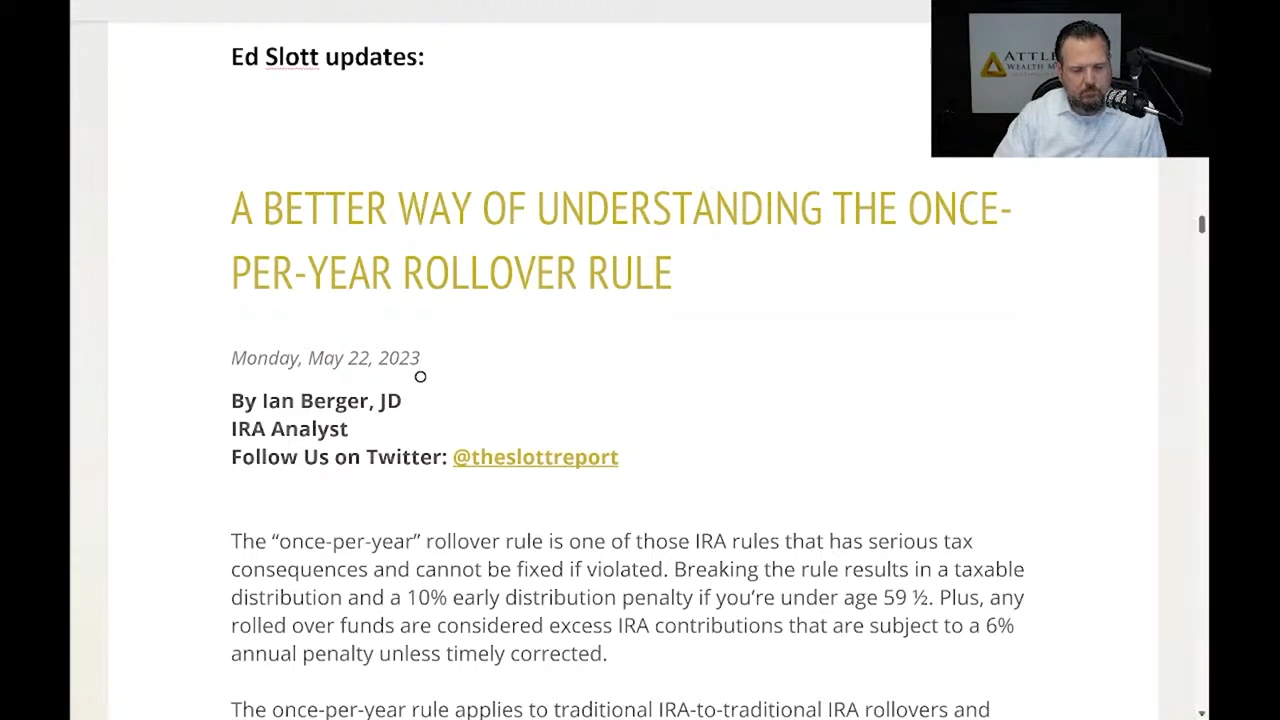 Ed Slott updates:
ATTLE
WEALTH M
A BETTER WAY OF UNDERSTANDING THE ONCE-
PER-YEAR ROLLOVER RULE
Monday, May 22, 2023
By Ian Berger, JD
IRA Analyst
Follow Us on Twitter: @theslottreport
The “once-per-year” rollover rule is one of those IRA rules that has serious tax
consequences and cannot be fixed if violated. Breaking the rule results in a taxable
distribution and a 10% early distribution penalty if you’re under age 59 ½. Plus, any
rolled over funds are considered excess IRA contributions that are subject to a 6%
annual penalty unless timely corrected.
The once-per-year rule applies to traditional IRA-to-traditional IRA rollovers and